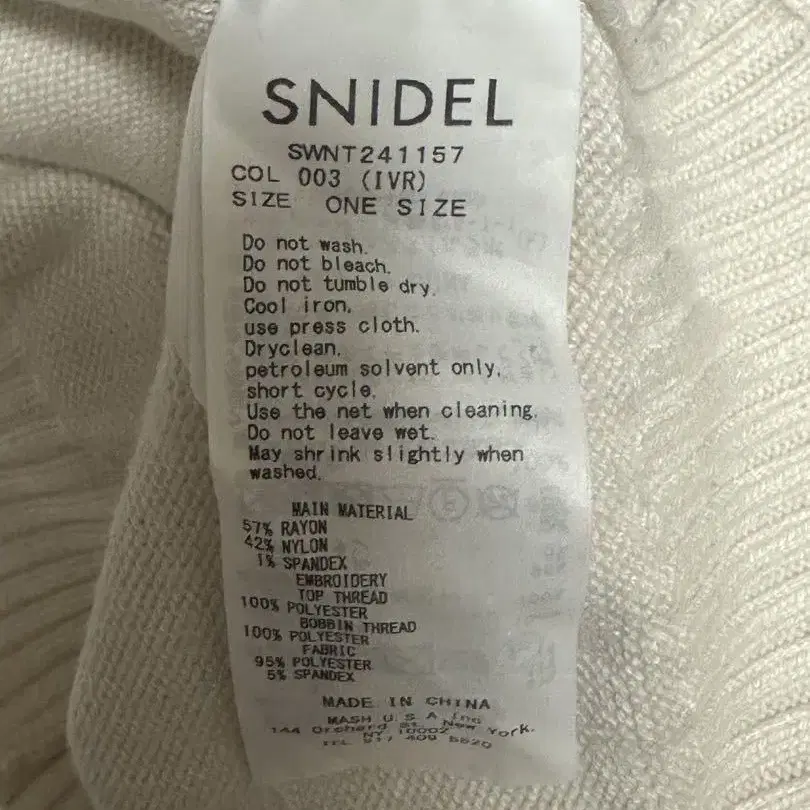 SNIDEL
SWNT241157
COL 003 (IVR)
SIZE ONE SIZE
Do not wash.
Do not bleach.
Do not tumble dry.
Cool iron,
use press cloth.
Dryclean,
petroleum solvent only,
short cycle.
Use the net when cleaning.
Do not leave wet.
May shrink slightly when
washed.
MAIN MATERIAL
57% RAYON
42% NYLON
1% SPANDEX
EMBROIDERY
TOP THREAD
100% POLYESTER
BOBBIN THREAD
100% POLYESTER
FABRIC
95% POLYESTER
5% SPANDEX
MADE IN CHINA
MASH U S A Inc
144 Orchard St. New York.
NY 10002
TEL 917 409 5520